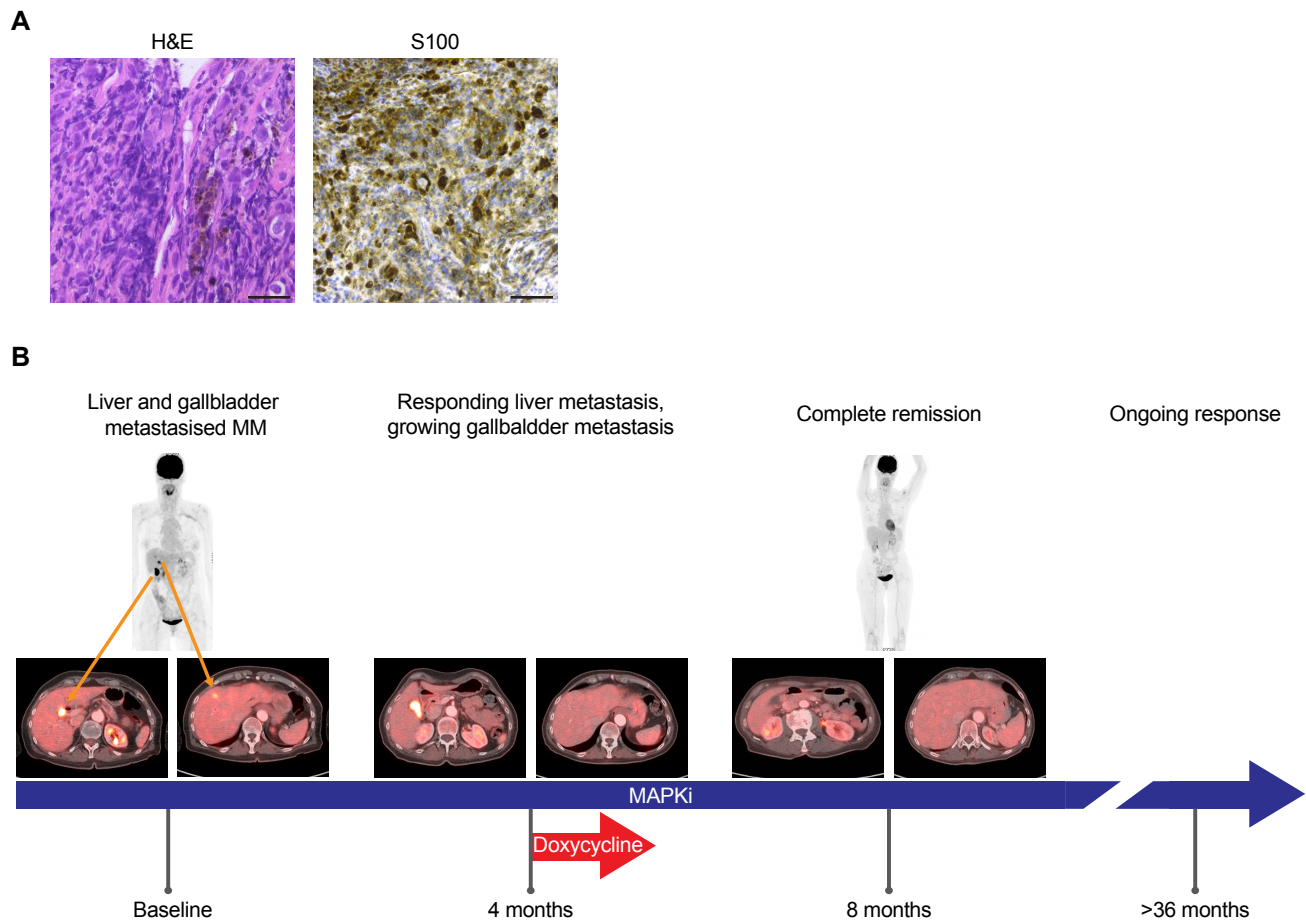 A
H&E
S100
B
Liver and gallbladder
metastasised MM
Responding liver metastasis,
growing gallbaldder metastasis
Complete remission
Ongoing response
MAPKi
Doxycycline
Baseline
4 months
8 months
>36 months